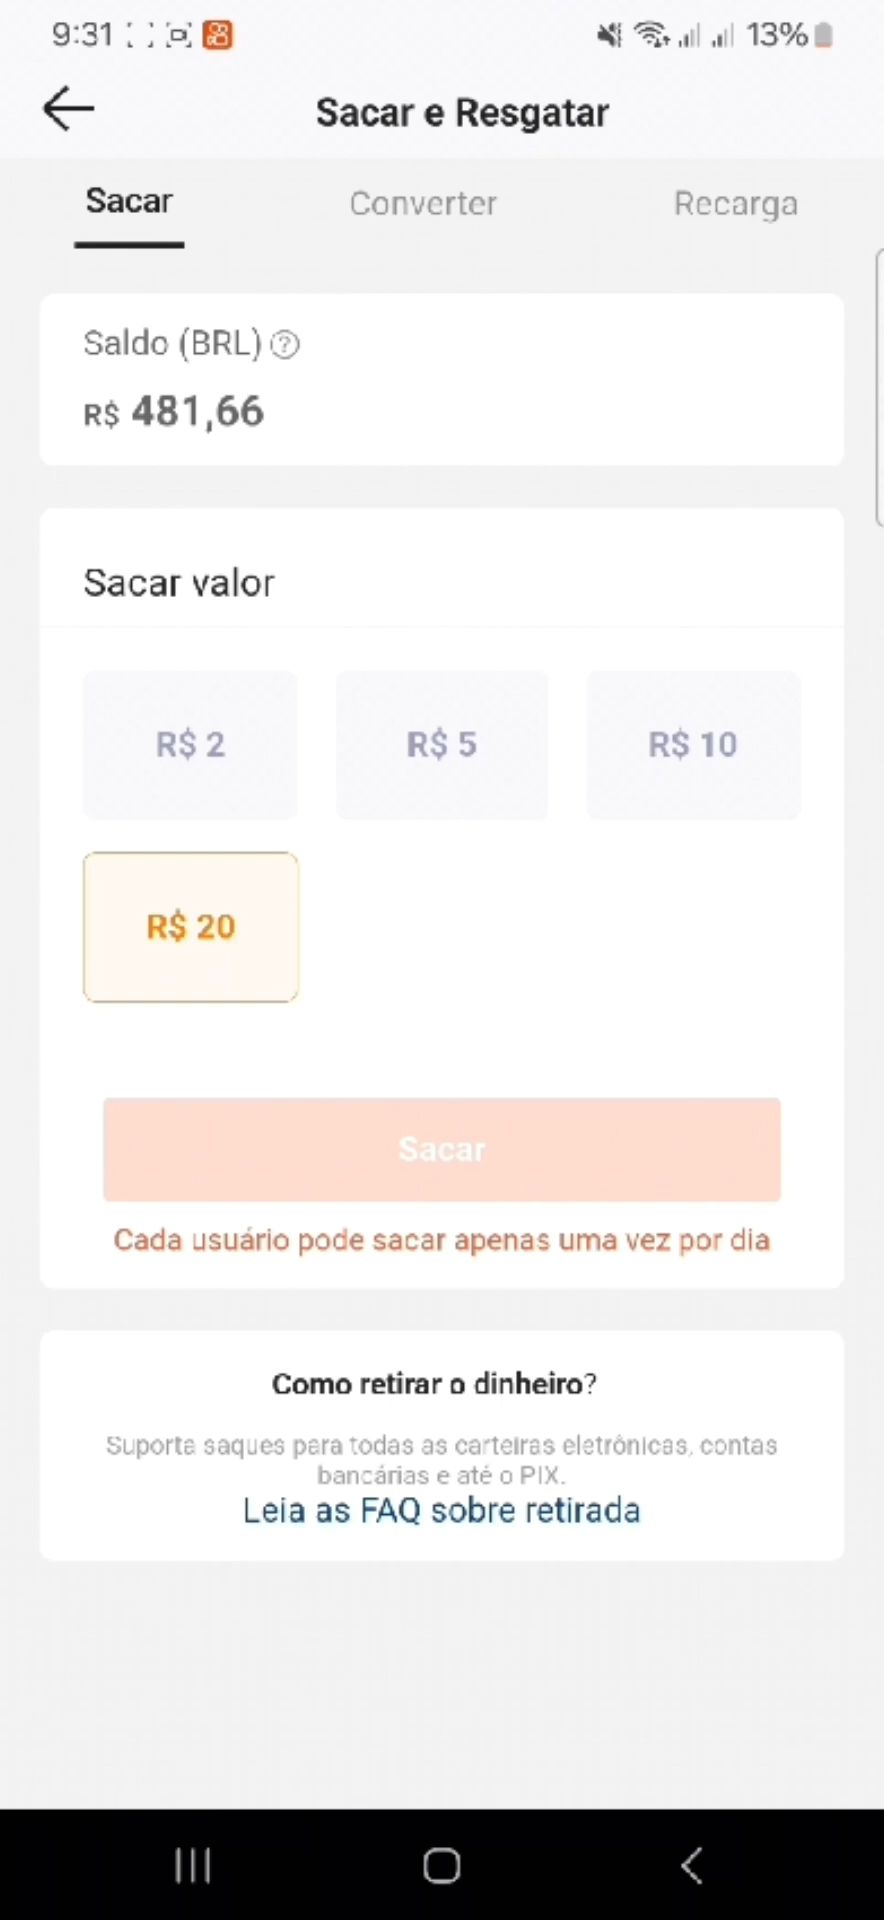 9:31 13%
Sacar e Resgatar
Sacar Converter Recarga
Saldo (BRL) ?
R$ 481,66
Sacar valor
R$ 2 R$ 5 R$ 10
R$ 20
Sacar
Cada usuário pode sacar apenas uma vez por dia
Como retirar o dinheiro?
Suporta saques para todas as carteiras eletrônicas, contas
bancárias e até o PIX.
Leia as FAQ sobre retirada